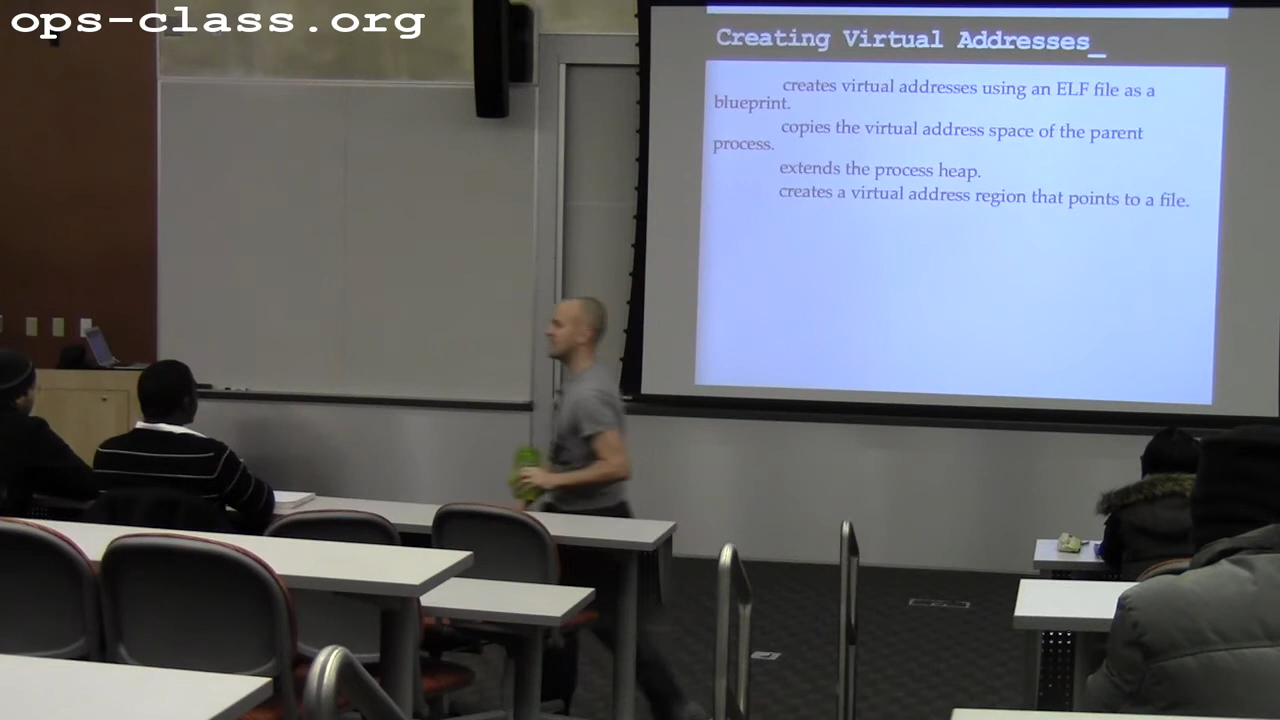 ops-class.org
Creating Virtual Addresses_
creates virtual addresses using an ELF file as a
blueprint.
copies the virtual address space of the parent
process.
extends the process heap.
creates a virtual address region that points to a file.